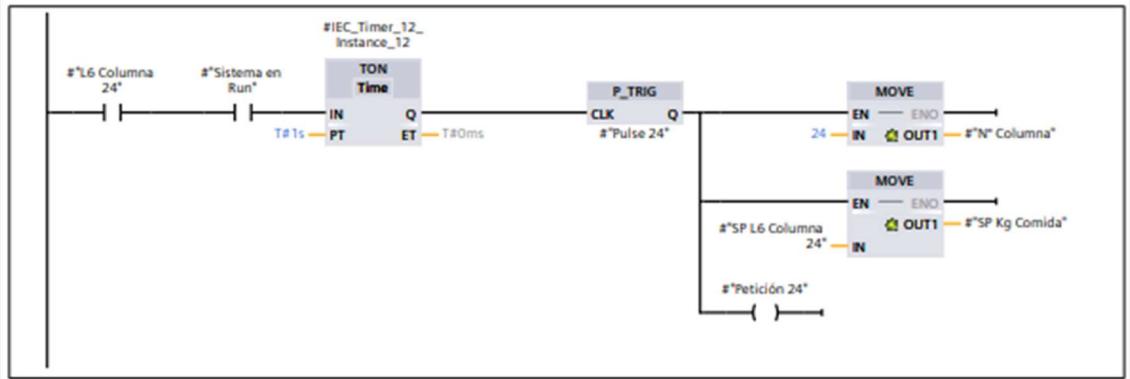 #IEC_Timer_12_
Instance_12
#"L6 Columna
24"
#"Sistema en
Run"
TON
Time
IN
Q
T#1s
PT
ET
T#0ms
P_TRIG
CLK
Q
#"Pulse 24"
MOVE
EN
ENO
24
IN
OUT1
#"N° Columna"
MOVE
EN
ENO
OUT1
#"SP Kg Comida"
#"SP L6 Columna
24"
IN
#"Petición 24"